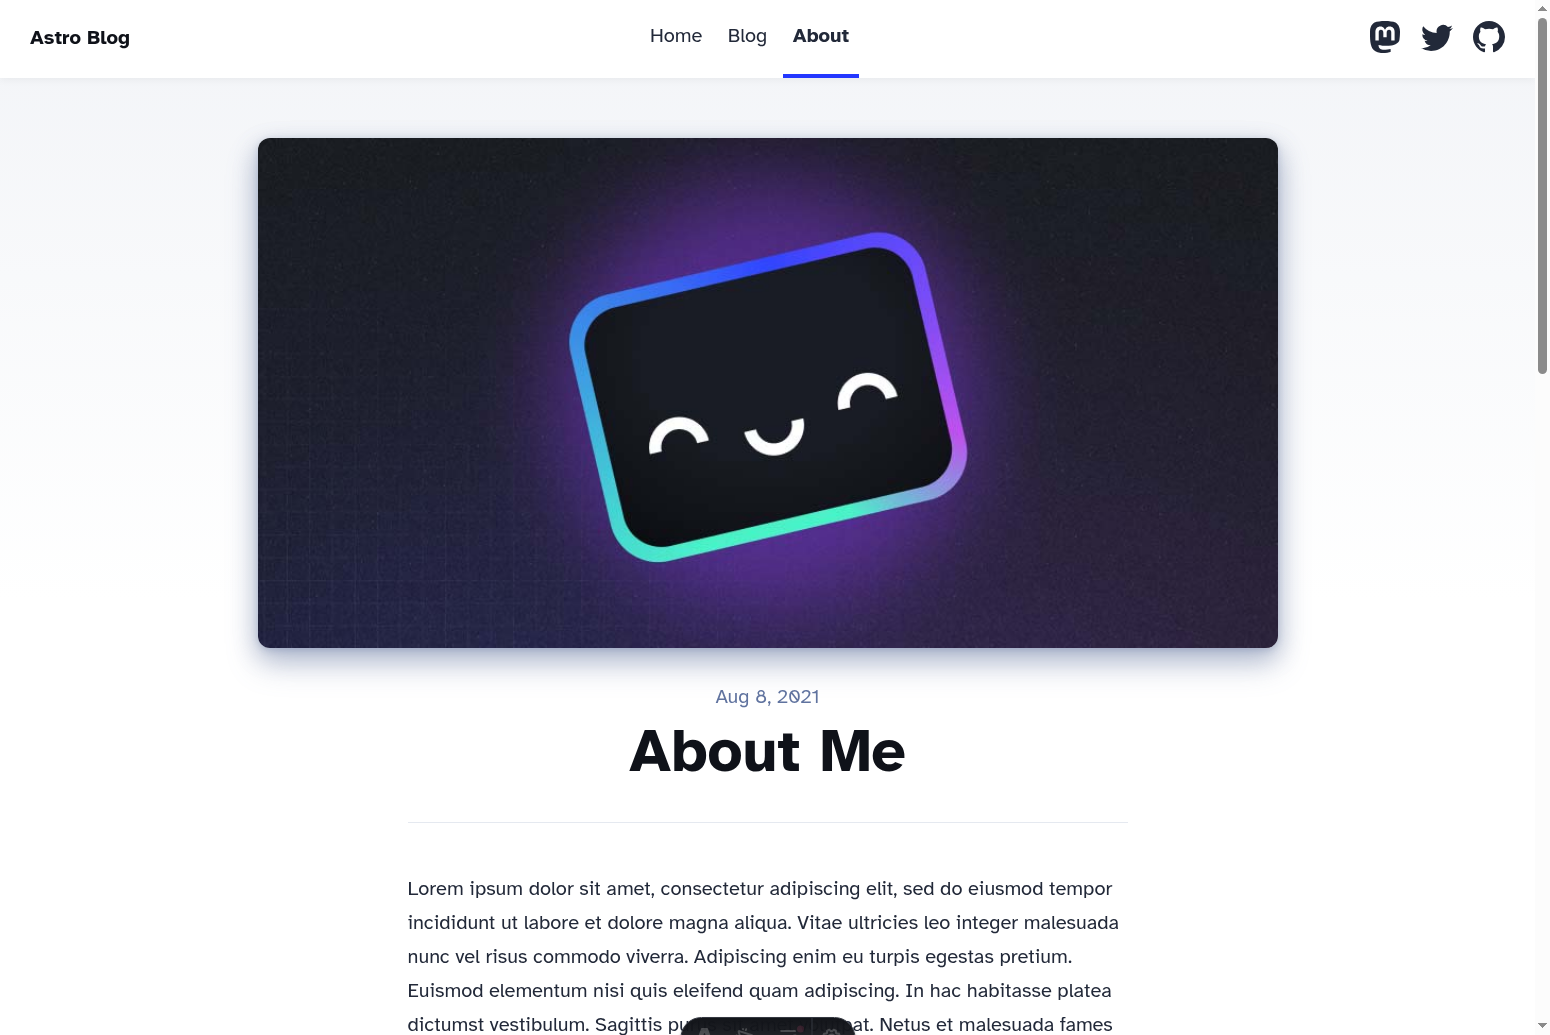 Astro Blog
Home
Blog
About
Aug 8, 2021
About Me
Lorem ipsum dolor sit amet, consectetur adipiscing elit, sed do eiusmod tempor
incididunt ut labore et dolore magna aliqua. Vitae ultricies leo integer malesuada
nunc vel risus commodo viverra. Adipiscing enim eu turpis egestas pretium.
Euismod elementum nisi quis eleifend quam adipiscing. In hac habitasse platea
dictumst vestibulum. Sagittis Netus et malesuada fames